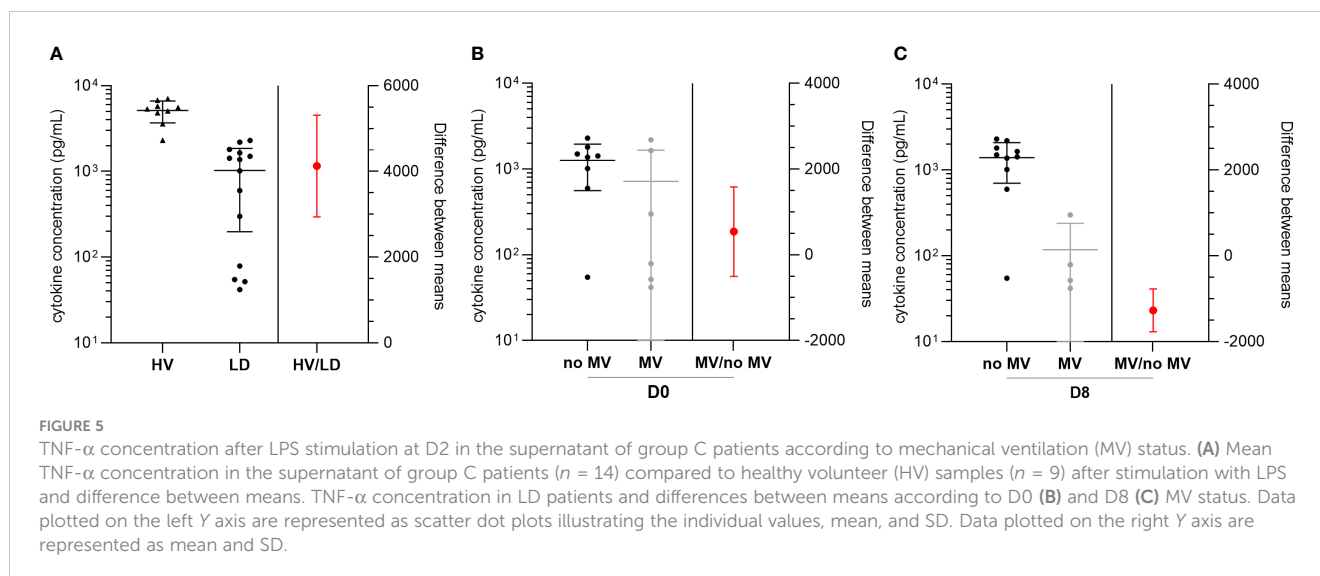 A
B
C
10⁴
10³
10²
10¹
cytokine concentration (pg/mL)
6000
4000
2000
0
Difference between means
HV
LD
HV/LD
10⁴
10³
10²
10¹
cytokine concentration (pg/mL)
4000
2000
0
-2000
Difference between means
no MV
MV
MV/no MV
D0
10⁴
10³
10²
10¹
cytokine concentration (pg/mL)
4000
2000
0
-2000
Difference between means
no MV
MV
MV/no MV
D8
FIGURE 5
TNF-α concentration after LPS stimulation at D2 in the supernatant of group C patients according to mechanical ventilation (MV) status. (A) Mean
TNF-α concentration in the supernatant of group C patients (n = 14) compared to healthy volunteer (HV) samples (n = 9) after stimulation with LPS
and difference between means. TNF-α concentration in LD patients and differences between means according to D0 (B) and D8 (C) MV status. Data
plotted on the left Y axis are represented as scatter dot plots illustrating the individual values, mean, and SD. Data plotted on the right Y axis are
represented as mean and SD.